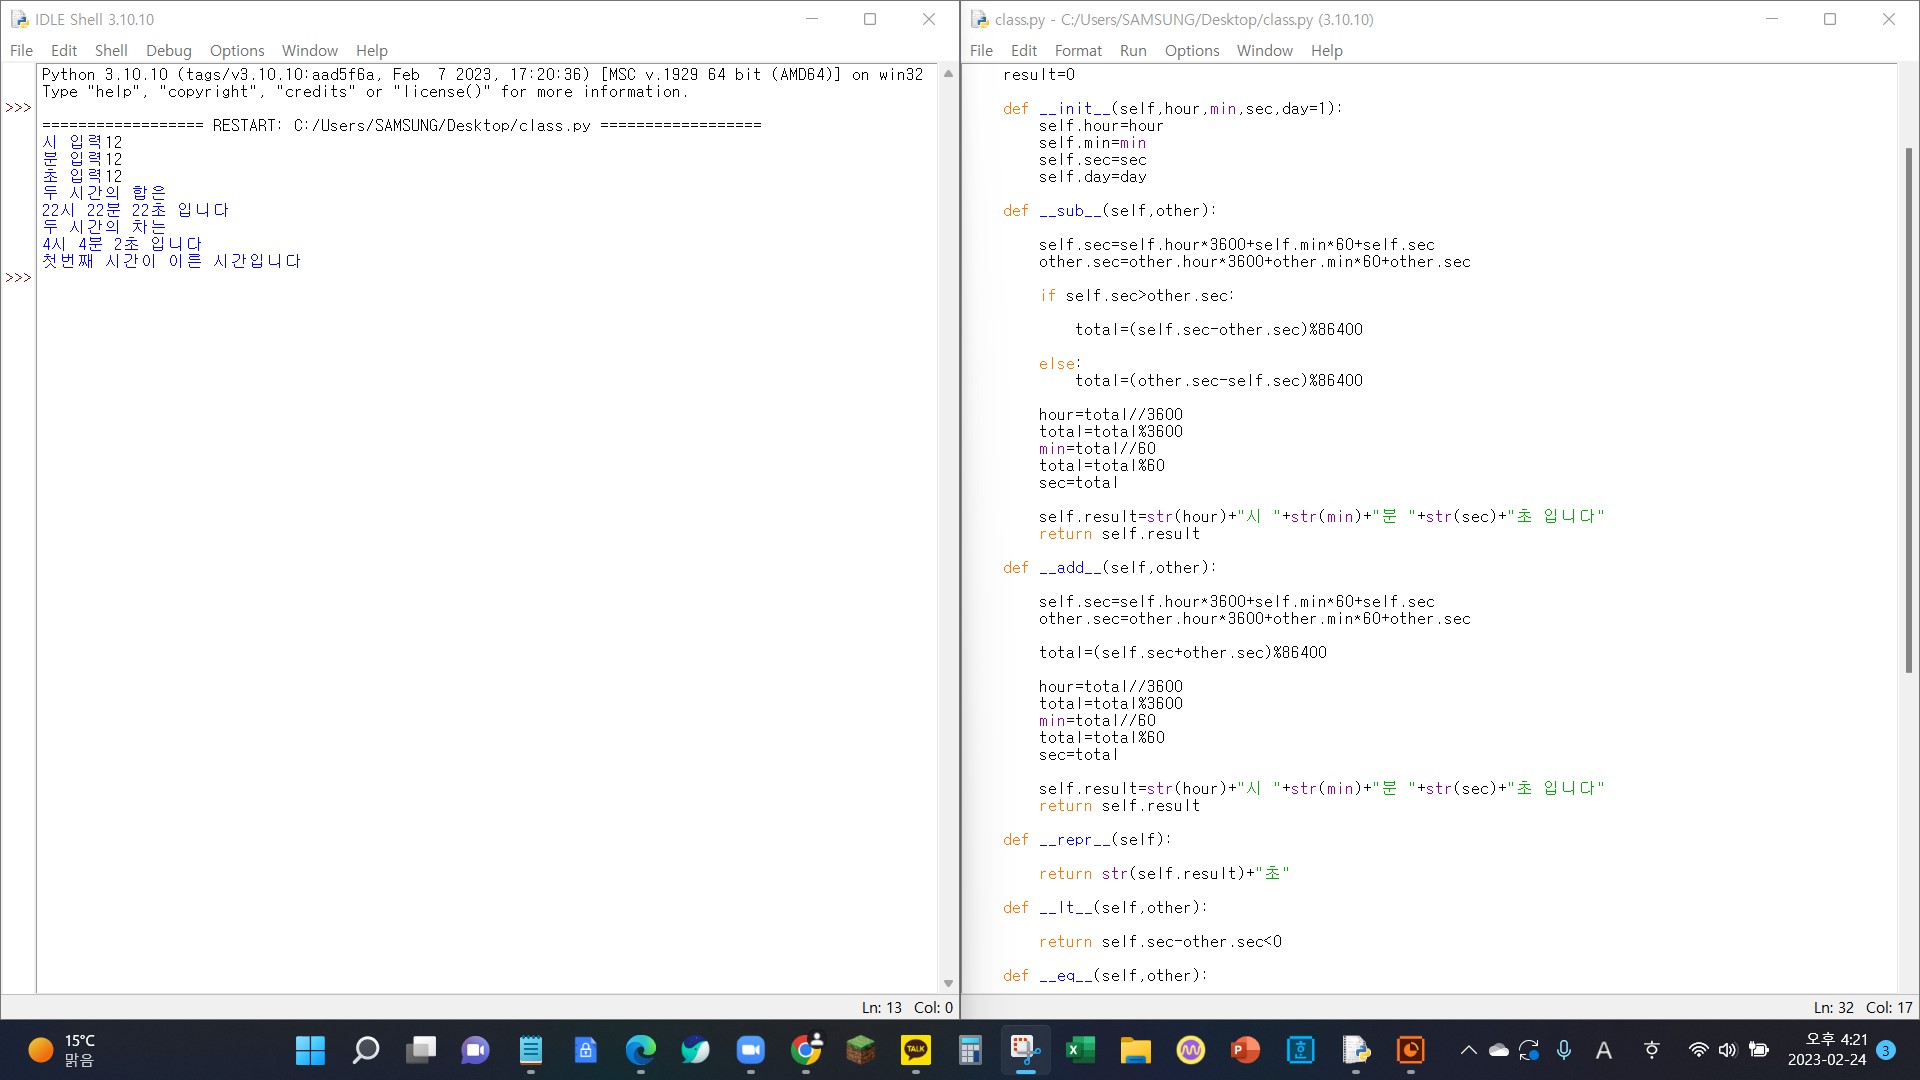 IDLE Shell 3.10.10
File Edit Shell Debug Options Window Help
Python 3.10.10 (tags/v3.10.10:aad5f6a, Feb  7 2023, 17:20:36) [MSC v.1929 64 bit (AMD64)] on win32
Type "help", "copyright", "credits" or "license()" for more information.
>>>
================== RESTART: C:/Users/SAMSUNG/Desktop/class.py ==================
시 입력12
분 입력12
초 입력12
두 시간의 합은
22시 22분 22초 입니다
두 시간의 차는
4시 4분 2초 입니다
첫번째 시간이 이른 시간입니다
>>>
Ln: 13 Col: 0
class.py - C:/Users/SAMSUNG/Desktop/class.py (3.10.10)
File Edit Format Run Options Window Help
result=0
def __init__(self,hour,min,sec,day=1):
self.hour=hour
self.min=min
self.sec=sec
self.day=day
def __sub__(self,other):
self.sec=self.hour*3600+self.min*60+self.sec
other.sec=other.hour*3600+other.min*60+other.sec
if self.sec>other.sec:
total=(self.sec-other.sec)%86400
else:
total=(other.sec-self.sec)%86400
hour=total//3600
total=total%3600
min=total//60
total=total%60
sec=total
self.result=str(hour)+"시 "+str(min)+"분 "+str(sec)+"초 입니다"
return self.result
def __add__(self,other):
self.sec=self.hour*3600+self.min*60+self.sec
other.sec=other.hour*3600+other.min*60+other.sec
total=(self.sec+other.sec)%86400
hour=total//3600
total=total%3600
min=total//60
total=total%60
sec=total
self.result=str(hour)+"시 "+str(min)+"분 "+str(sec)+"초 입니다"
return self.result
def __repr__(self):
return str(self.result)+"초"
def __lt__(self,other):
return self.sec-other.sec<0
def __eq__(self,other):
Ln: 32 Col: 17
15°C
맑음
TALK
A
오후 4:21
2023-02-24
3